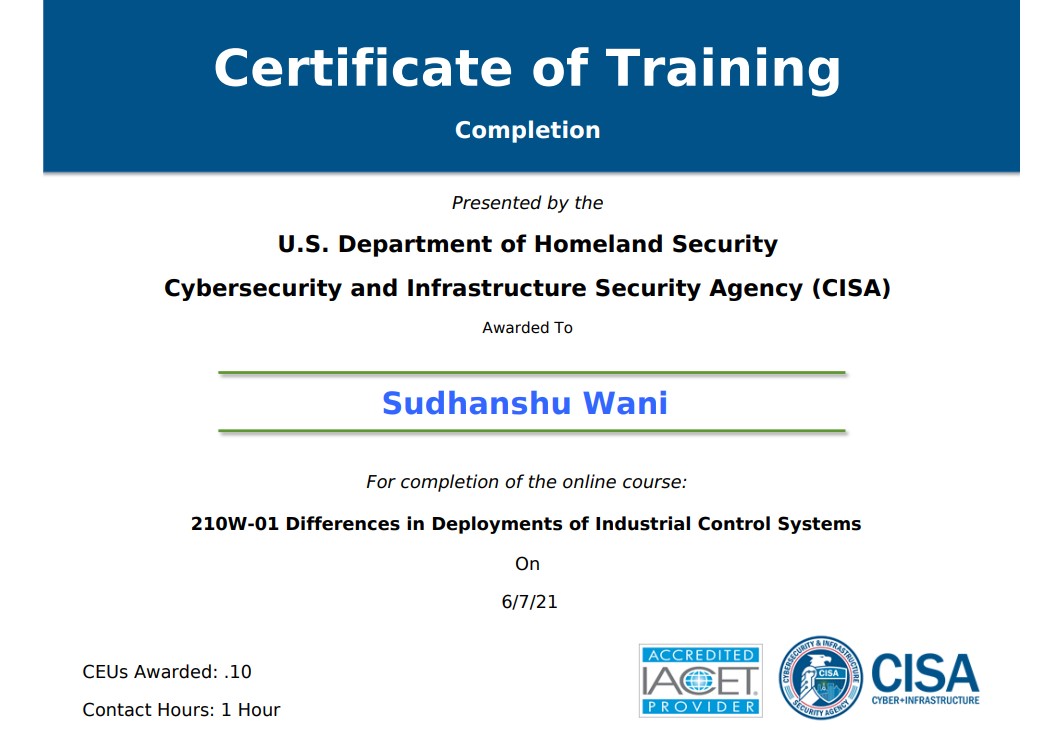 Certificate of Training
Completion
Presented by the
U.S. Department of Homeland Security
Cybersecurity and Infrastructure Security Agency (CISA)
Awarded To
Sudhanshu Wani
For completion of the online course:
210W-01 Differences in Deployments of Industrial Control Systems
On
6/7/21
CEUs Awarded: .10
Contact Hours: 1 Hour
ACCREDITED
IACET
PROVIDER
CYBERSECURITY & INFRASTRUCTURE
CISA
SECURITY AGENCY
CISA
CYBER+INFRASTRUCTURE